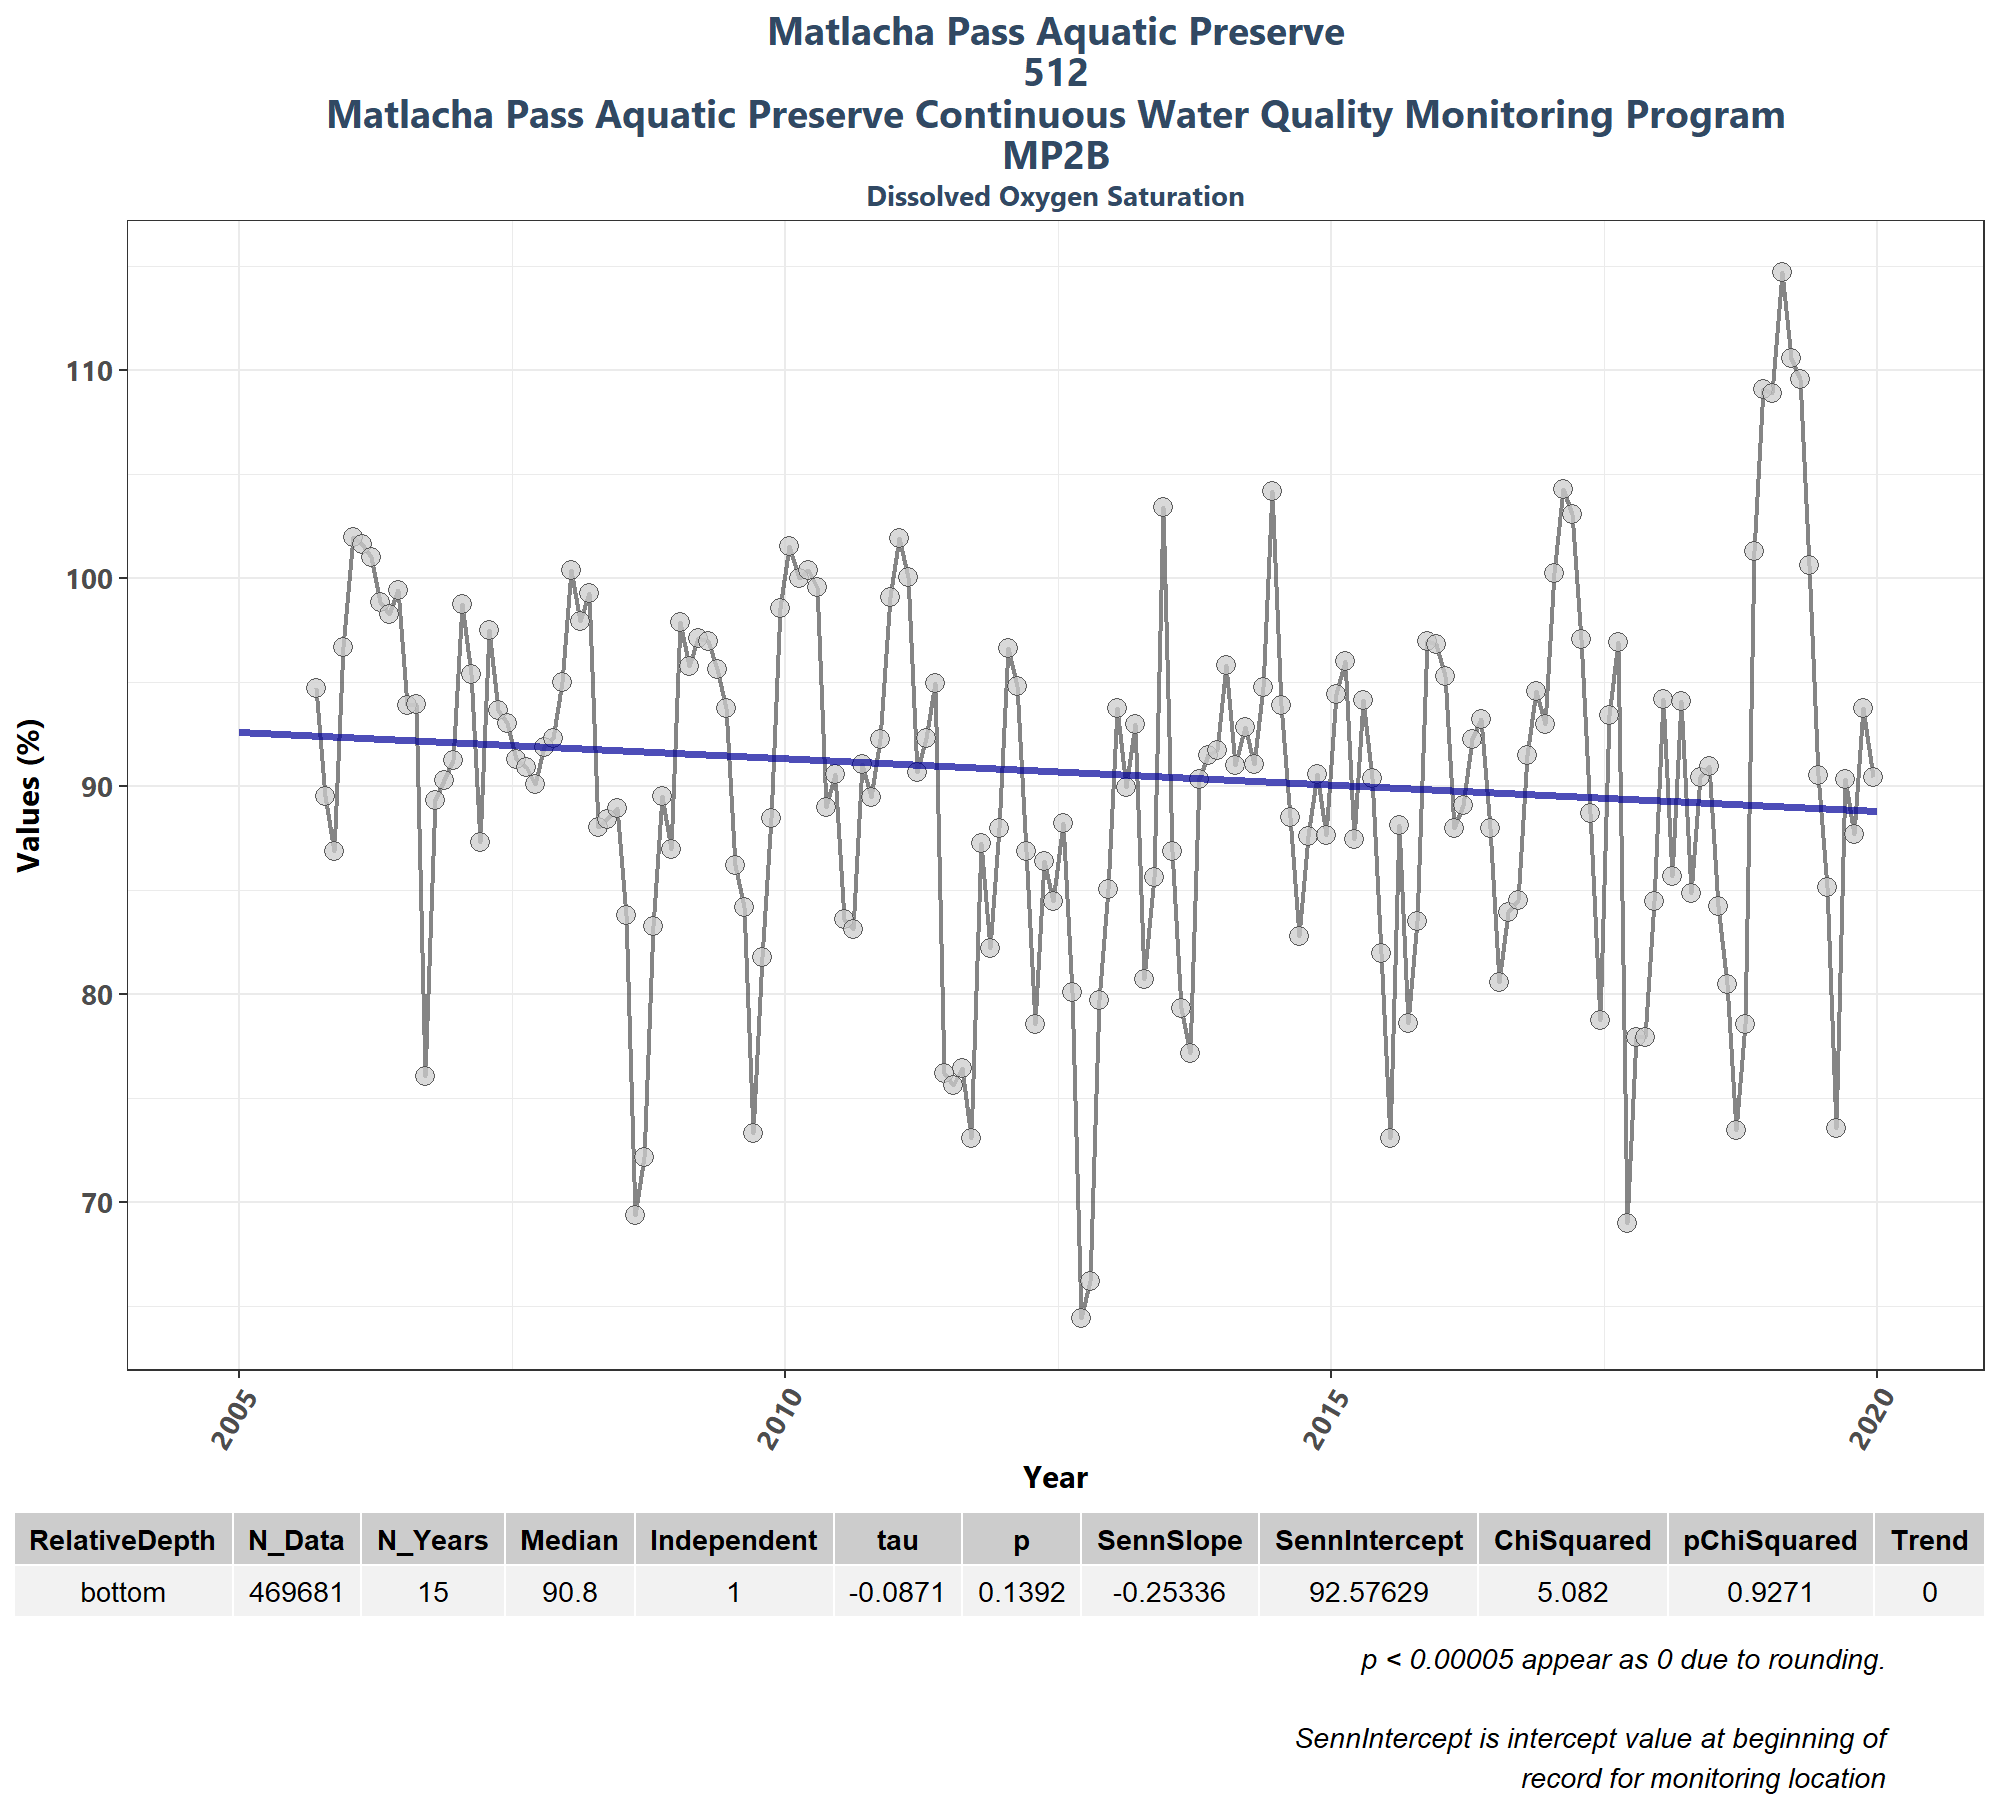 Matlacha Pass Aquatic Preserve
512
Matlacha Pass Aquatic Preserve Continuous Water Quality Monitoring Program
MP2B
Dissolved Oxygen Saturation
Values (%)
110
100
90
80
70
2005 2010 2015 2020
Year
RelativeDepth N_Data N_Years Median Independent tau p SennSlope SennIntercept ChiSquared pChiSquared Trend
bottom 469681 15 90.8 1 -0.0871 0.1392 -0.25336 92.57629 5.082 0.9271 0
p < 0.00005 appear as 0 due to rounding.
SennIntercept is intercept value at beginning of
record for monitoring location